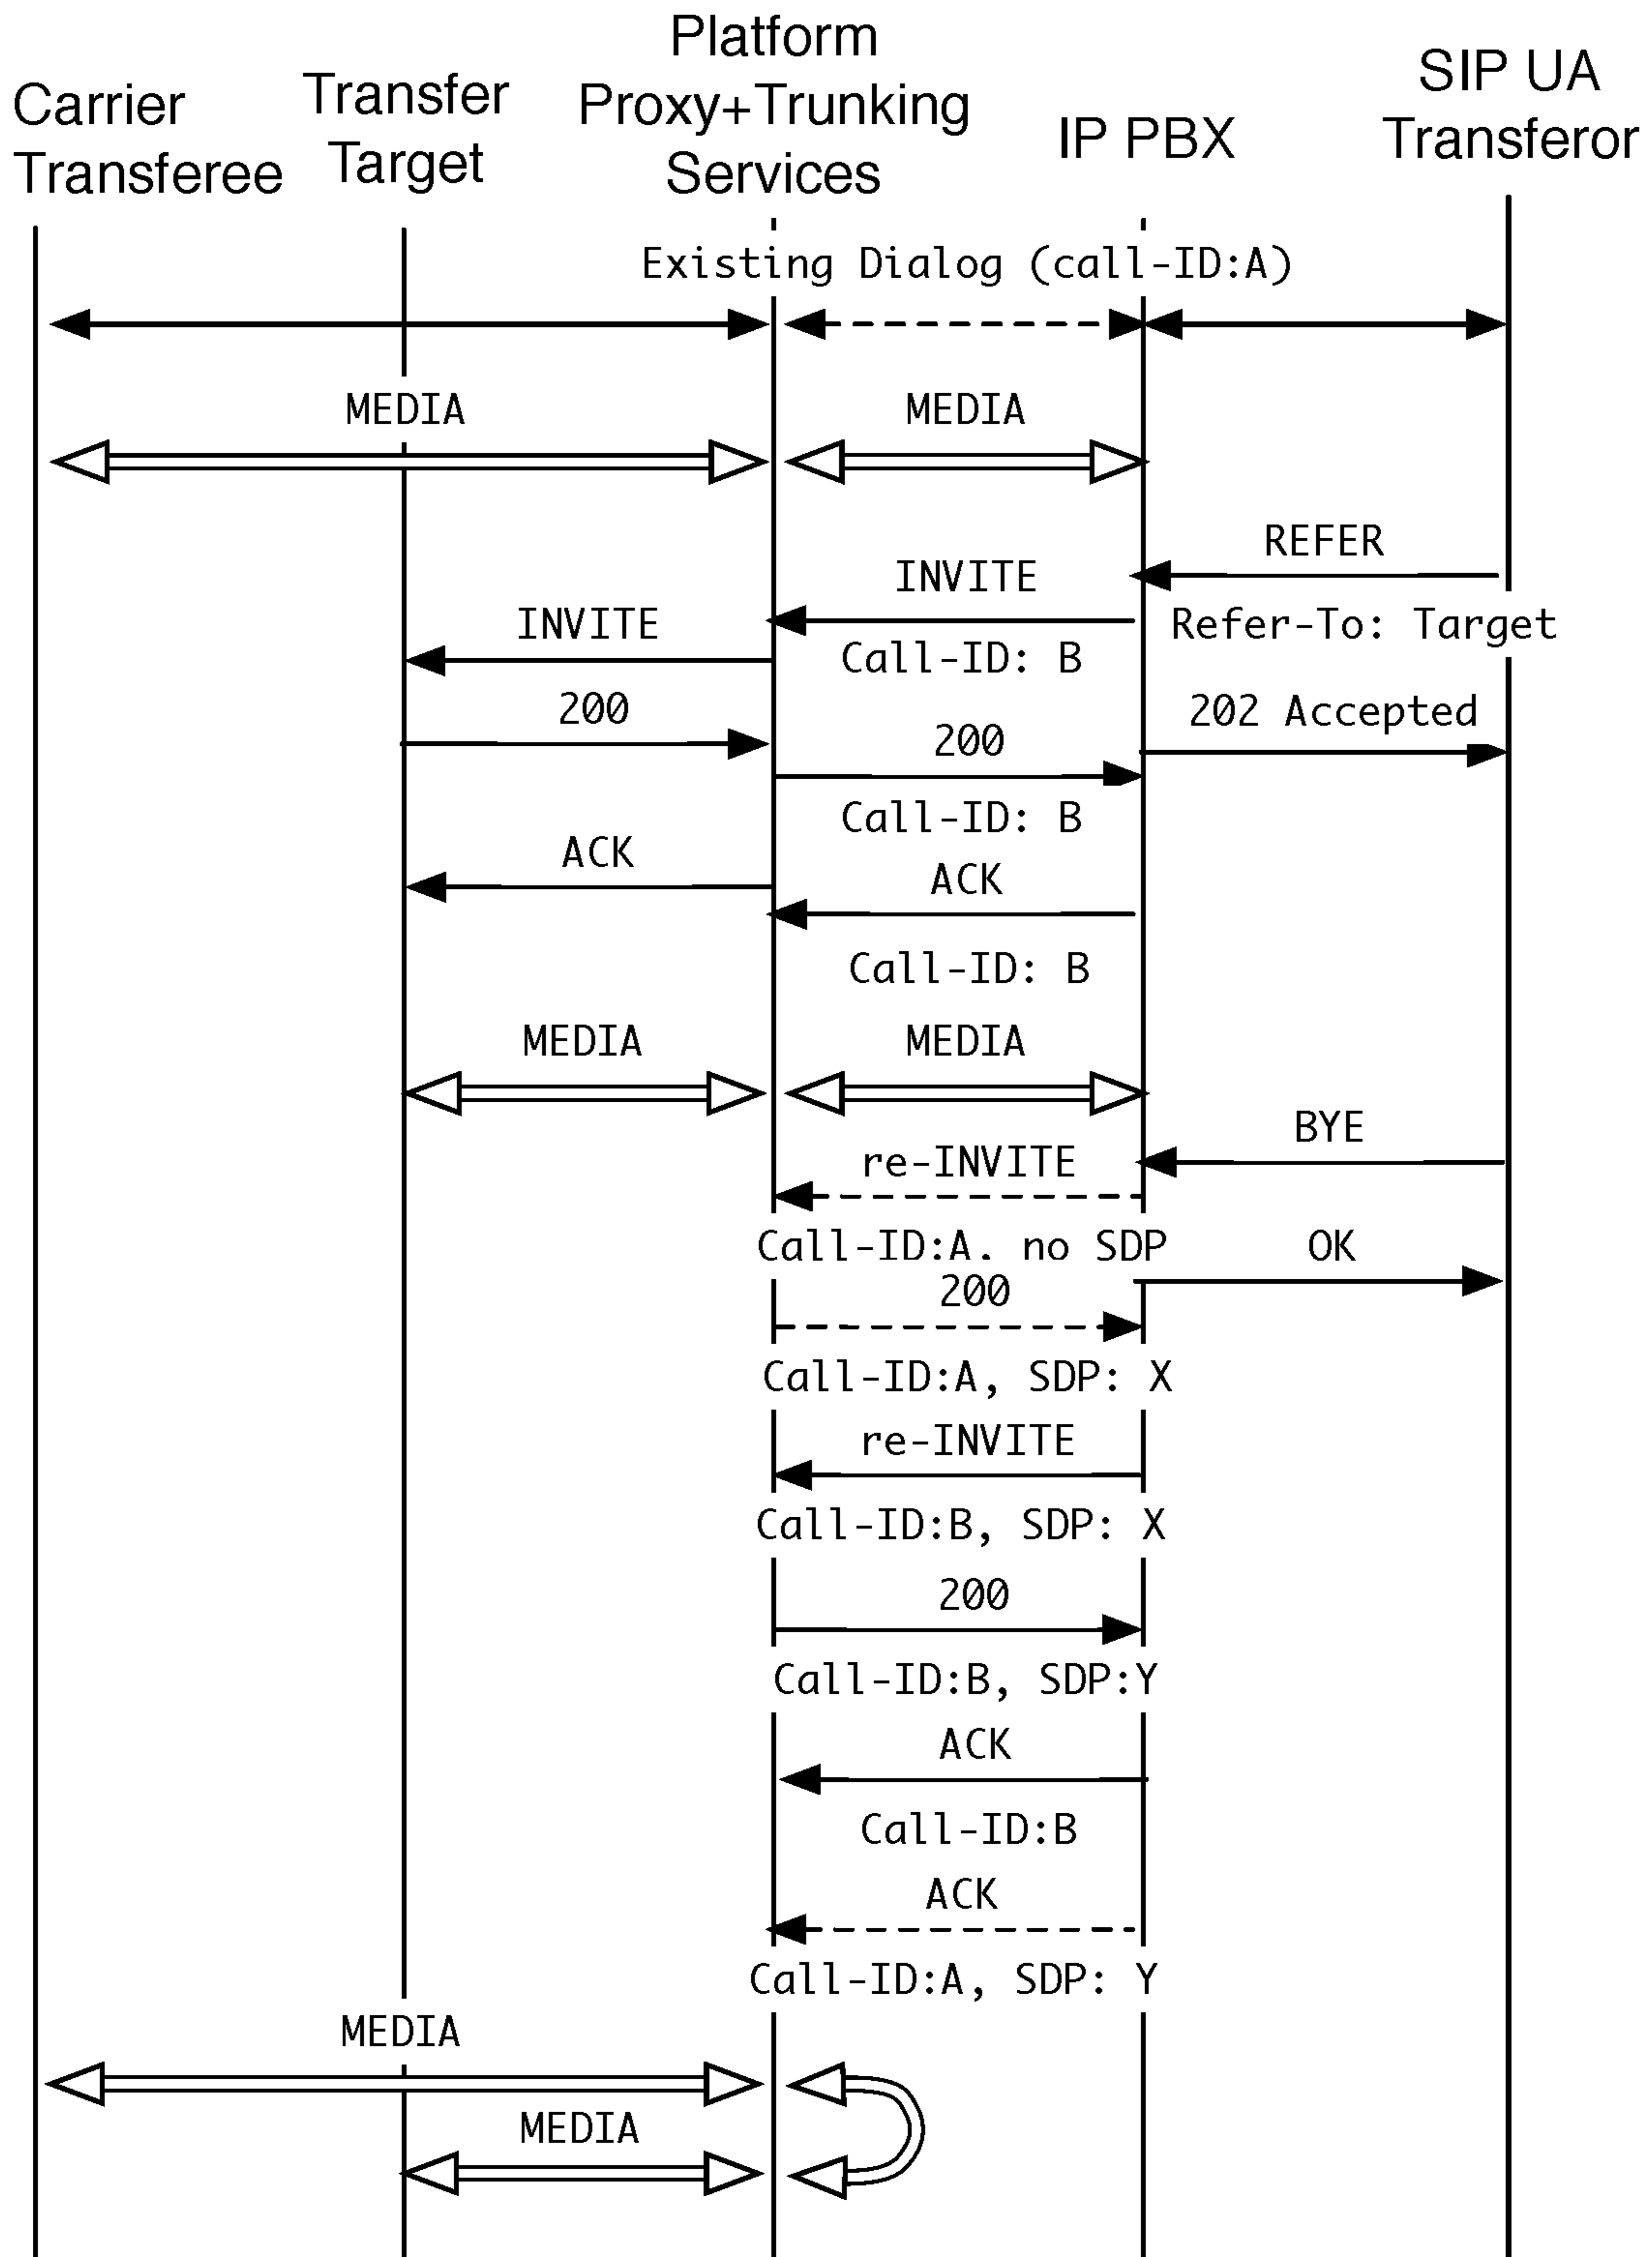 Carrier
Transferee
Transfer
Target
Platform
Proxy+Trunking
Services
IP PBX
SIP UA
Transferor
Existing Dialog (call-ID:A)
MEDIA
MEDIA
REFER
INVITE
INVITE
Refer-To: Target
Call-ID: B
200
202 Accepted
200
Call-ID: B
ACK
ACK
Call-ID: B
MEDIA
MEDIA
BYE
re-INVITE
Call-ID:A, no SDP
OK
200
Call-ID:A, SDP: X
re-INVITE
Call-ID:B, SDP: X
200
Call-ID:B, SDP:Y
ACK
Call-ID:B
ACK
Call-ID:A, SDP: Y
MEDIA
MEDIA